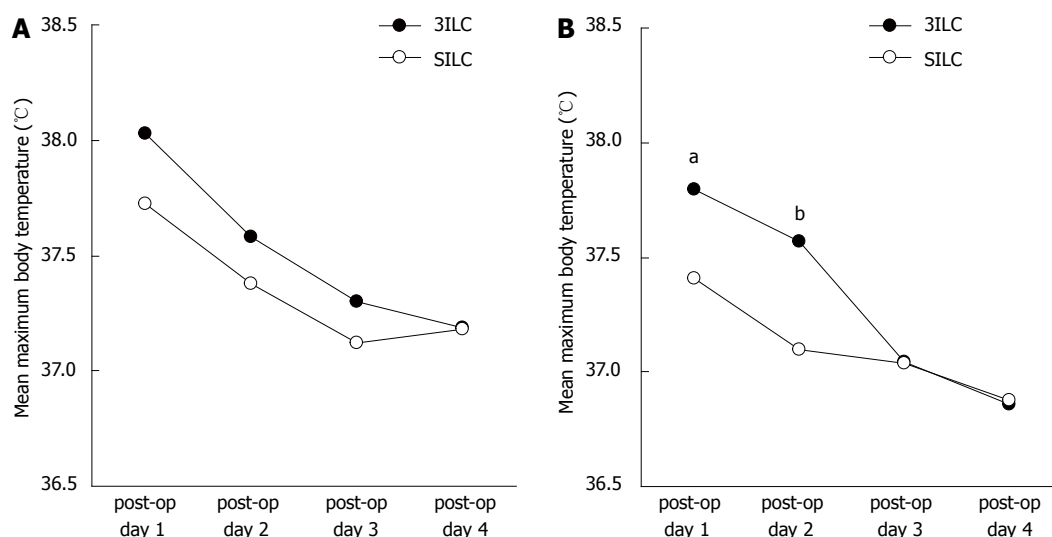 A
3ILC
SILC
Mean maximum body temperature (℃)
38.5
38.0
37.5
37.0
36.5
post-op day 1
post-op day 2
post-op day 3
post-op day 4
B
3ILC
SILC
Mean maximum body temperature (℃)
38.5
38.0
37.5
37.0
36.5
a
b
post-op day 1
post-op day 2
post-op day 3
post-op day 4